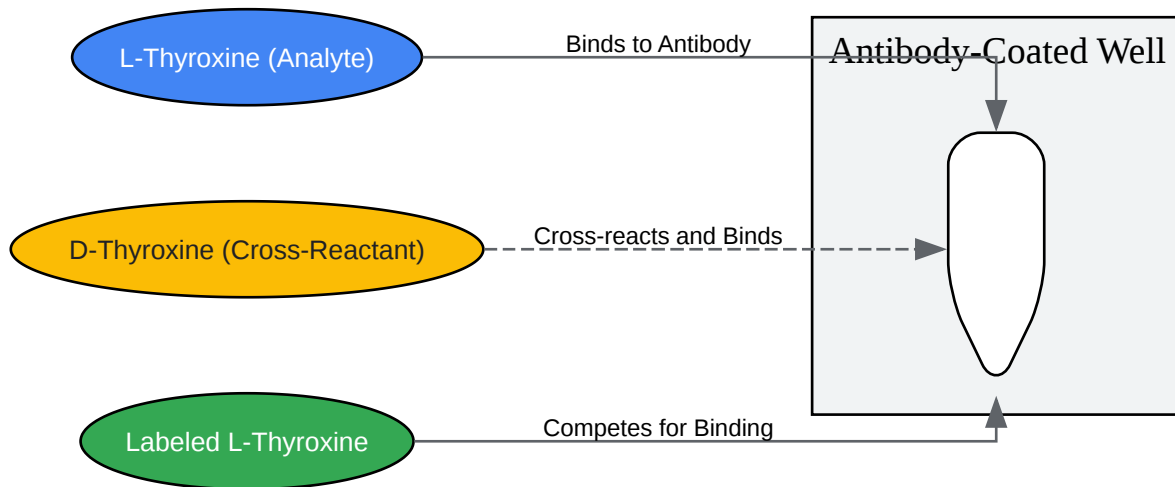 L-Thyroxine (Analyte)
Binds to Antibody
Antibody-Coated Well
D-Thyroxine (Cross-Reactant)
Cross-reacts and Binds
Labeled L-Thyroxine
Competes for Binding